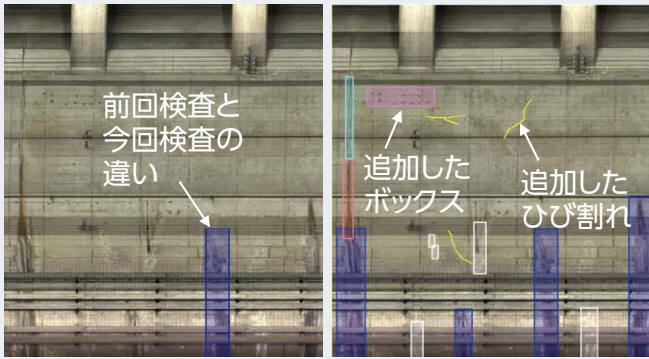 前回検査と
今回検査の
違い
追加した
ボックス
追加した
ひび割れ